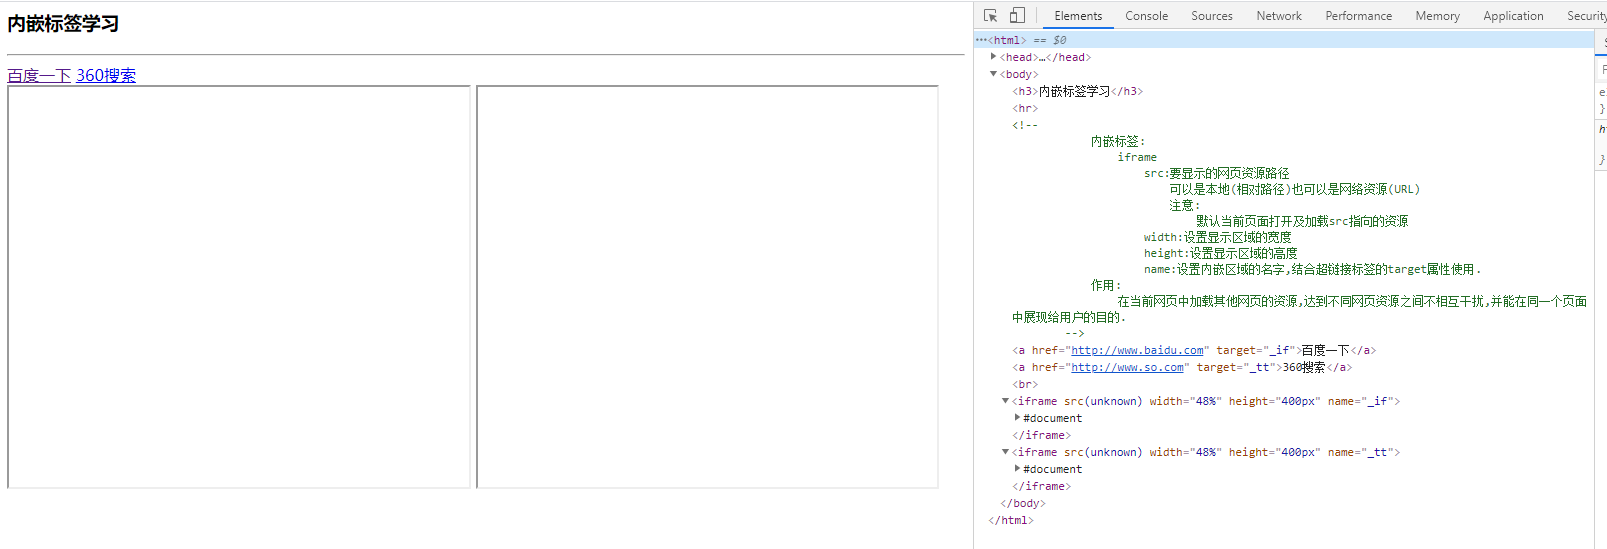 内嵌标签学习
百度一下 360搜索
Elements Console Sources Network Performance Memory Application Security
···<html> == $0
<head>…</head>
<body>
<h3>内嵌标签学习</h3>
<hr>
<!--
内嵌标签:
iframe
src:要显示的网页资源路径
可以是本地(相对路径)也可以是网络资源(URL)
注意:
默认当前页面打开及加载src指向的资源
width:设置显示区域的宽度
height:设置显示区域的高度
name:设置内嵌区域的名字,结合超链接标签的target属性使用.
作用:
在当前网页中加载其他网页的资源,达到不同网页资源之间不相互干扰,并能在同一个页面
中展现给用户的目的.
-->
<a href="http://www.baidu.com" target="_if">百度一下</a>
<a href="http://www.so.com" target="_tt">360搜索</a>
<br>
<iframe src(unknown) width="48%" height="400px" name="_if">
#document
</iframe>
<iframe src(unknown) width="48%" height="400px" name="_tt">
#document
</iframe>
</body>
</html>